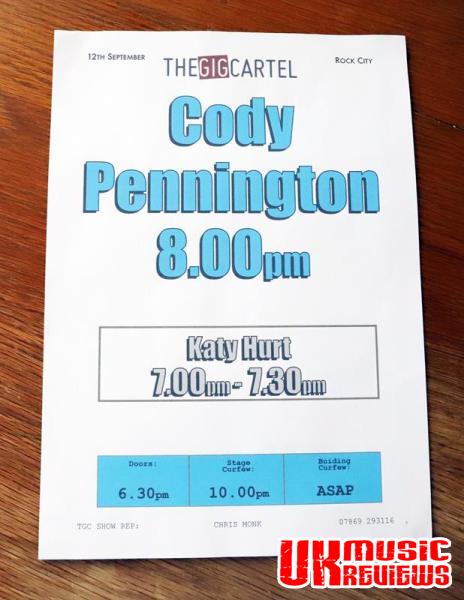 12TH SEPTEMBER THEGIGCARTEL ROCK CITY
Cody
Pennington
8.00pm
Katy Hurt
7.00pm - 7.30pm
Doors: Stage Curfew: Boiding Curfew:
6.30pm 10.00pm ASAP
TGC SHOW REP: CHRIS MONK 07869 293116
UK MUSIC REVIEWS